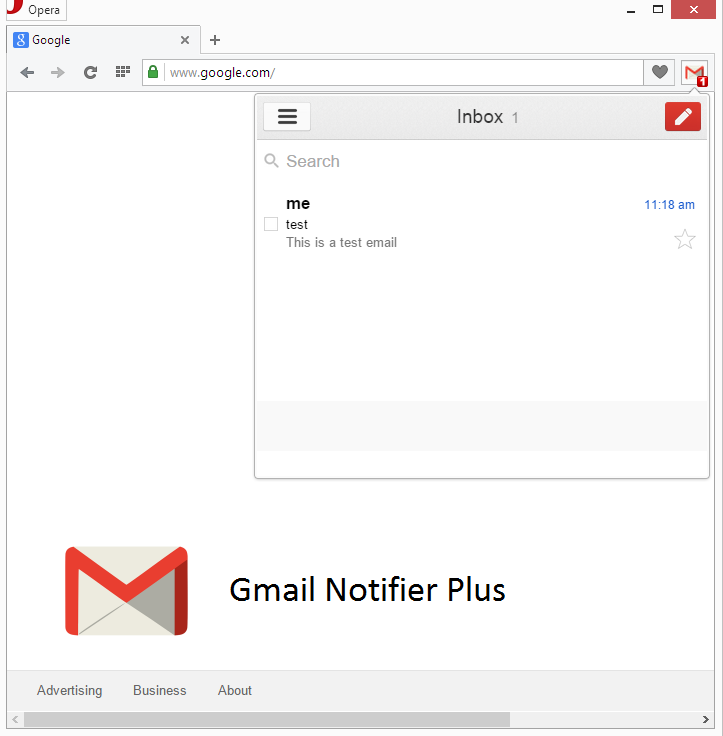 Opera
Google
www.google.com/
1
Inbox 1
Search
me
11:18 am
test
This is a test email
Gmail Notifier Plus
Advertising Business About